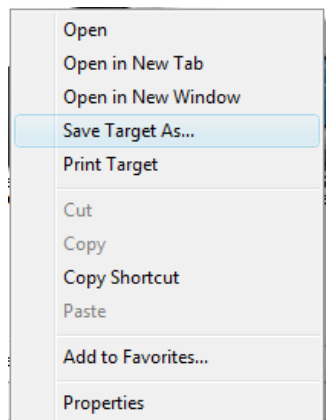 Open
Open in New Tab
Open in New Window
Save Target As...
Print Target
Cut
Copy
Copy Shortcut
Paste
Add to Favorites...
Properties